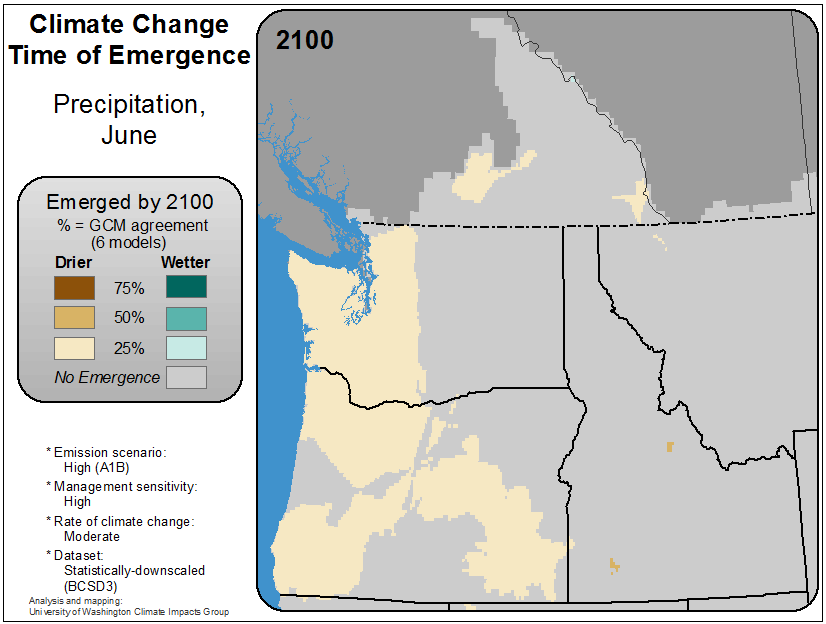 Climate Change
Time of Emergence
Precipitation,
June
2100
Emerged by 2100
% = GCM agreement
(6 models)
Drier Wetter
75%
50%
25%
No Emergence
* Emission scenario:
High (A1B)
* Management sensitivity:
High
* Rate of climate change:
Moderate
* Dataset:
Statistically-downscaled
(BCSD3)
Analysis and mapping:
University of Washington Climate Impacts Group